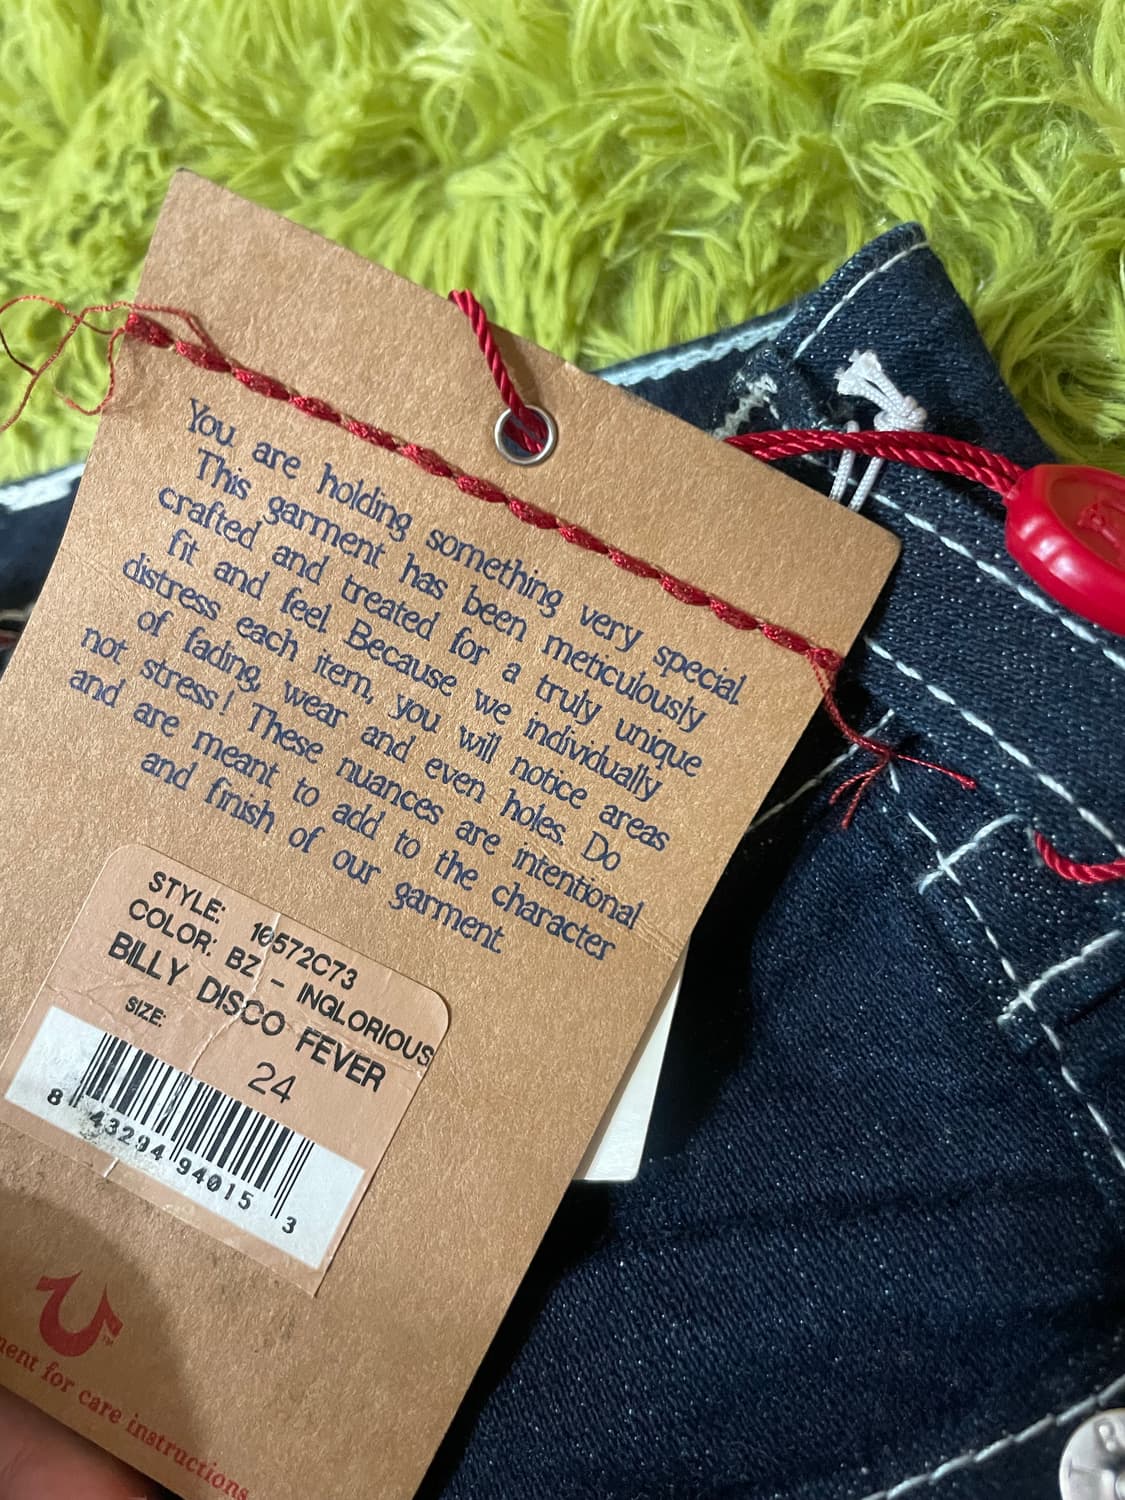 You are holding something very special.
This garment has been meticulously
crafted and treated for a truly unique
fit and feel. Because we individually
distress each item, you will notice areas
of fading, wear and even holes. Do
not stress! These nuances are intentional
and are meant to add to the character
and finish of our garment.
STYLE: 10572C73
COLOR: BZ - INGLORIOUS
BILLY DISCO FEVER
SIZE: 24
8 43294 94015 3
for care instructions